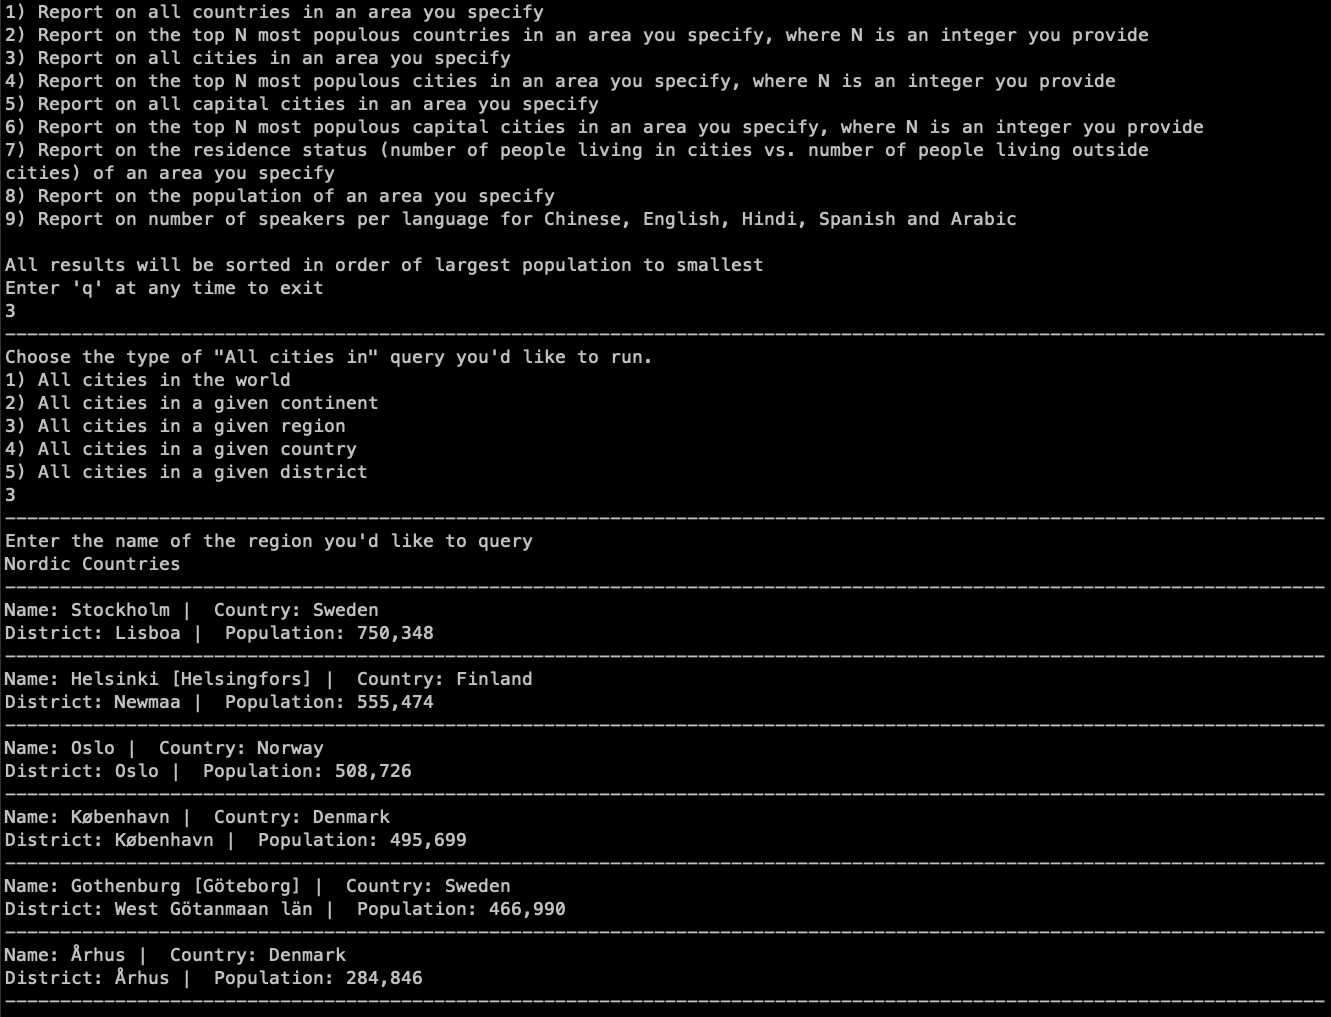 1) Report on all countries in an area you specify
2) Report on the top N most populous countries in an area you specify, where N is an integer you provide
3) Report on all cities in an area you specify
4) Report on the top N most populous cities in an area you specify, where N is an integer you provide
5) Report on all capital cities in an area you specify
6) Report on the top N most populous capital cities in an area you specify, where N is an integer you provide
7) Report on the residence status (number of people living in cities vs. number of people living outside
cities) of an area you specify
8) Report on the population of an area you specify
9) Report on number of speakers per language for Chinese, English, Hindi, Spanish and Arabic
All results will be sorted in order of largest population to smallest
Enter 'q' at any time to exit
3
------------------------------------------------------------------------------------------------------------------------
Choose the type of "All cities in" query you'd like to run.
1) All cities in the world
2) All cities in a given continent
3) All cities in a given region
4) All cities in a given country
5) All cities in a given district
3
------------------------------------------------------------------------------------------------------------------------
Enter the name of the region you'd like to query
Nordic Countries
------------------------------------------------------------------------------------------------------------------------
Name: Stockholm |  Country: Sweden
District: Lisboa |  Population: 750,348
------------------------------------------------------------------------------------------------------------------------
Name: Helsinki [Helsingfors] |  Country: Finland
District: Newmaa |  Population: 555,474
------------------------------------------------------------------------------------------------------------------------
Name: Oslo |  Country: Norway
District: Oslo |  Population: 508,726
------------------------------------------------------------------------------------------------------------------------
Name: København |  Country: Denmark
District: København |  Population: 495,699
------------------------------------------------------------------------------------------------------------------------
Name: Gothenburg [Göteborg] |  Country: Sweden
District: West Götanmaan län |  Population: 466,990
------------------------------------------------------------------------------------------------------------------------
Name: Århus |  Country: Denmark
District: Århus |  Population: 284,846
------------------------------------------------------------------------------------------------------------------------